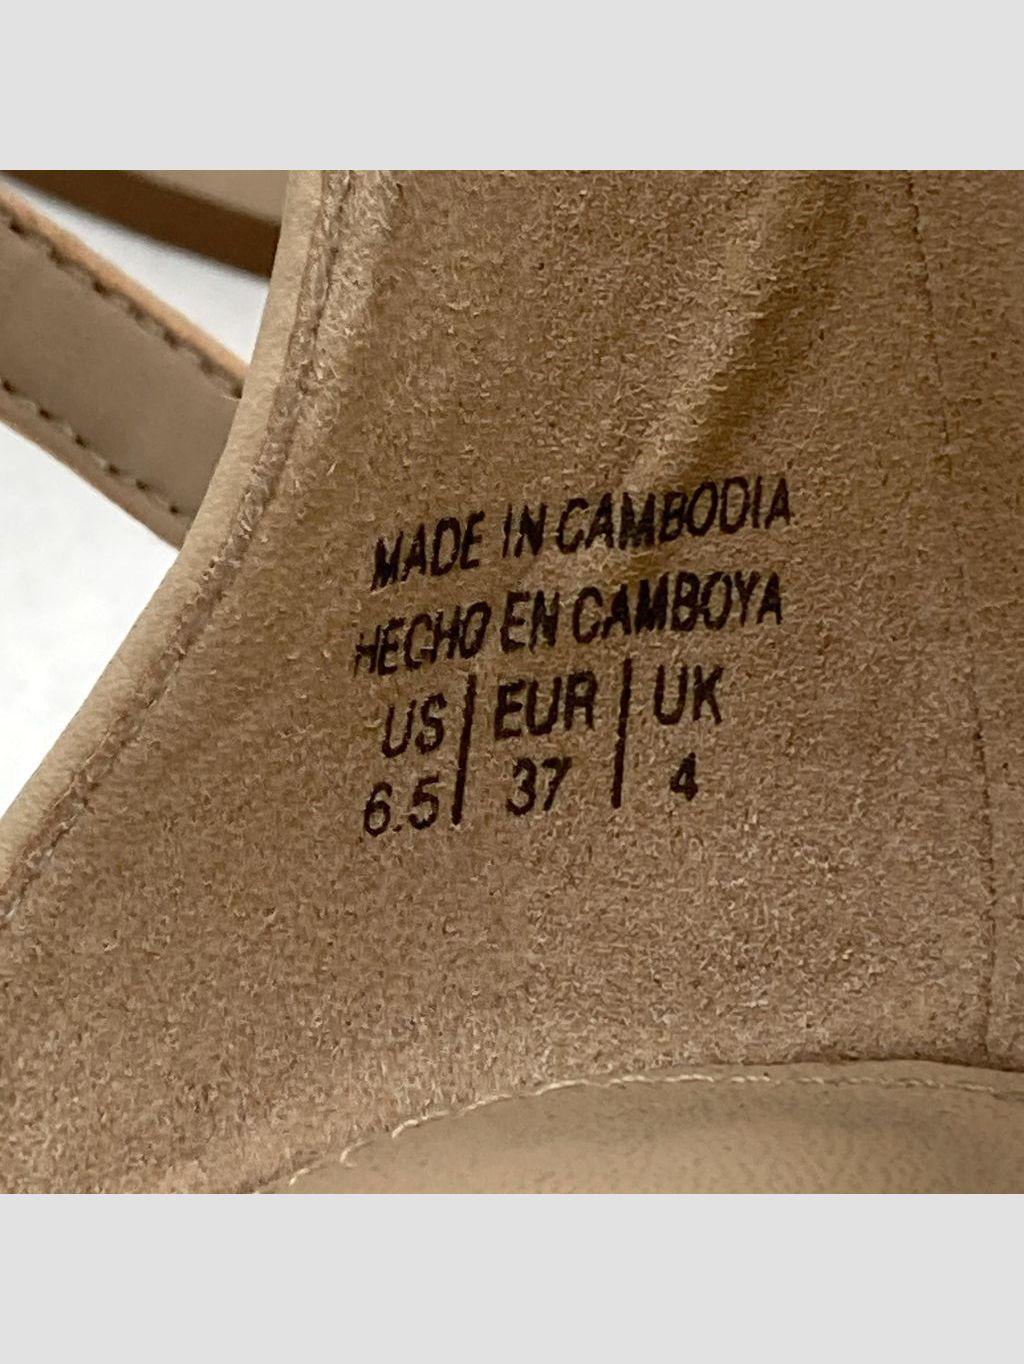 MADE IN CAMBODIA
HECHO EN CAMBOYA
US | EUR | UK
6.5 | 37 | 4